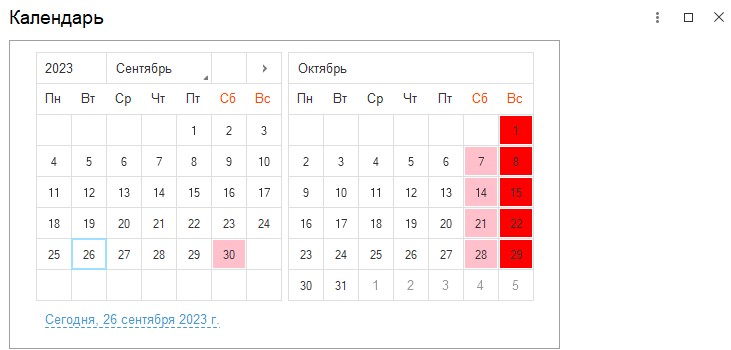 Календарь
2023 Сентябрь
Пн Вт Ср Чт Пт Сб Вс
1 2 3
4 5 6 7 8 9 10
11 12 13 14 15 16 17
18 19 20 21 22 23 24
25 26 27 28 29 30
Октябрь
Пн Вт Ср Чт Пт Сб Вс
1
2 3 4 5 6 7 8
9 10 11 12 13 14 15
16 17 18 19 20 21 22
23 24 25 26 27 28 29
30 31 1 2 3 4 5
Сегодня, 26 сентября 2023 г.